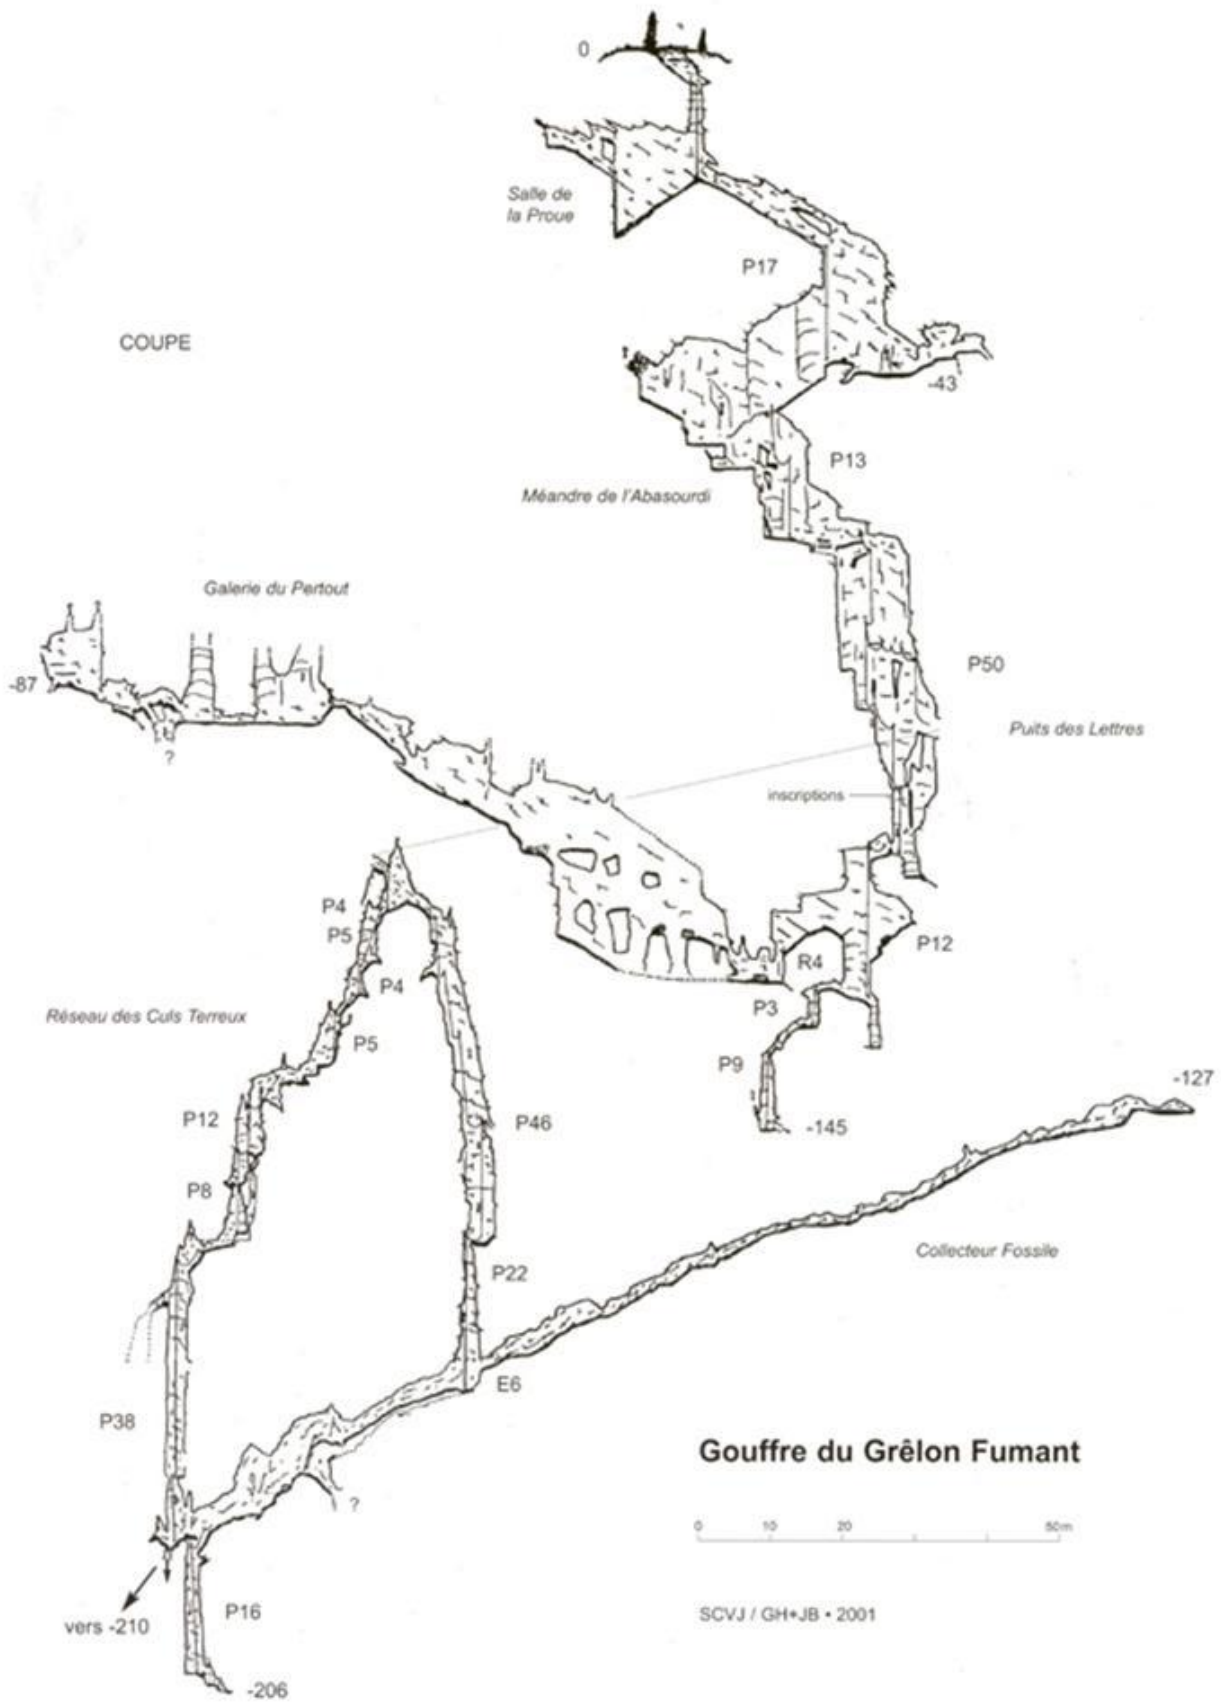 0
Salle de
la Proue
P17
COUPE
-43
P13
Méandre de l'Abasourdi
Galerie du Pertout
P50
-87
Puits des Lettres
?
inscriptions
P4
P5
P12
R4
P4
P3
Réseau des Culs Terreux
P5
P9
-127
P12
P46
-145
P8
Collecteur Fossile
P22
E6
P38
Gouffre du Grêlon Fumant
?
0 10 20 50m
P16
SCVJ / GH+JB • 2001
vers -210
-206